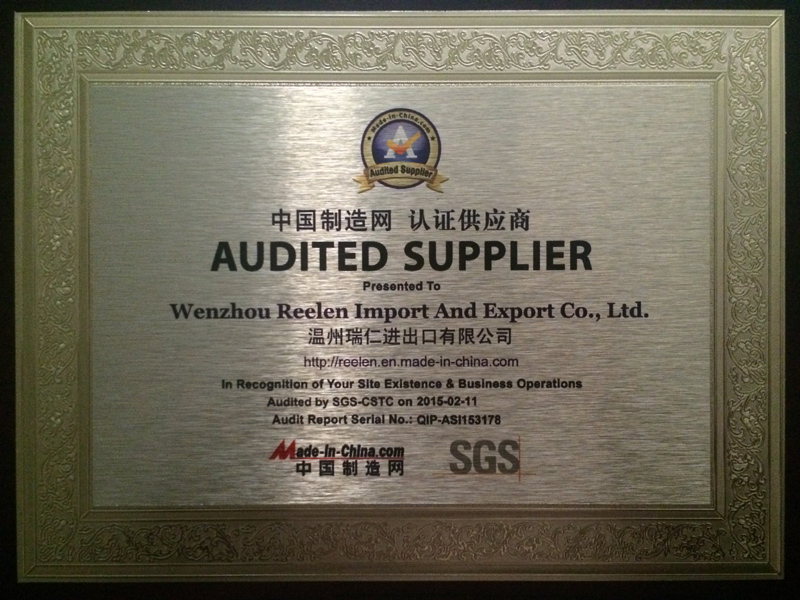 Made-in-China.com
A
Audited Supplier
中国制造网 认证供应商
AUDITED SUPPLIER
Presented To
Wenzhou Reelen Import And Export Co., Ltd.
温州瑞仁进出口有限公司
http://reelen.en.made-in-china.com
In Recognition of Your Site Existence & Business Operations
Audited by SGS-CSTC on 2015-02-11
Audit Report Serial No.: QIP-ASI153178
Made-in-China.com
中国制造网
SGS